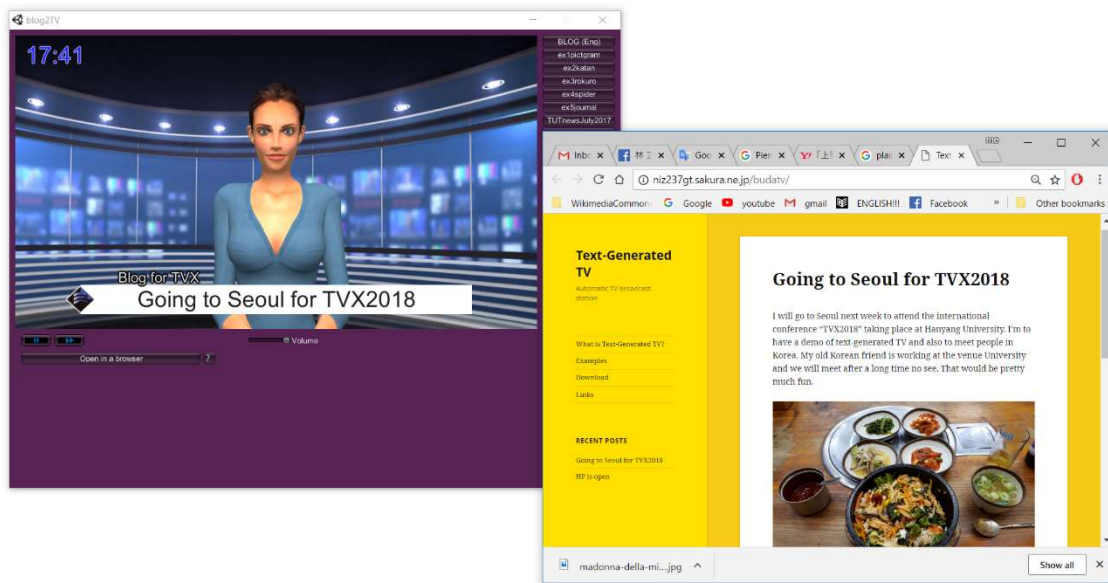 blog2TV
17:41
Blog for TVX
Going to Seoul for TVX2018
Volume
Open in a browser
?
BLOG (Eng)
ex1pictgram
ex2katan
ex3rokuro
ex4spider
ex5journal
TUTnewsJuly2017
Inbo
林
Goo
Pier
plai
Text
niz237gt.sakura.ne.jp/budatv/
WikimediaCommon
Google
youtube
gmail
ENGLISH!!!
Facebook
»
Other bookmarks
Text-Generated
TV
Automatic TV broadcast
station
What is Text-Generated TV?
Examples
Download
Links
RECENT POSTS
Going to Seoul for TVX2018
HP is open
Going to Seoul for TVX2018
I will go to Seoul next week to attend the international
conference “TVX2018” taking place at Hanyang University. I'm to
have a demo of text-generated TV and also to meet people in
Korea. My old Korean friend is working at the venue University
and we will meet after a long time no see. That would be pretty
much fun.
madonna-della-mi....jpg
Show all